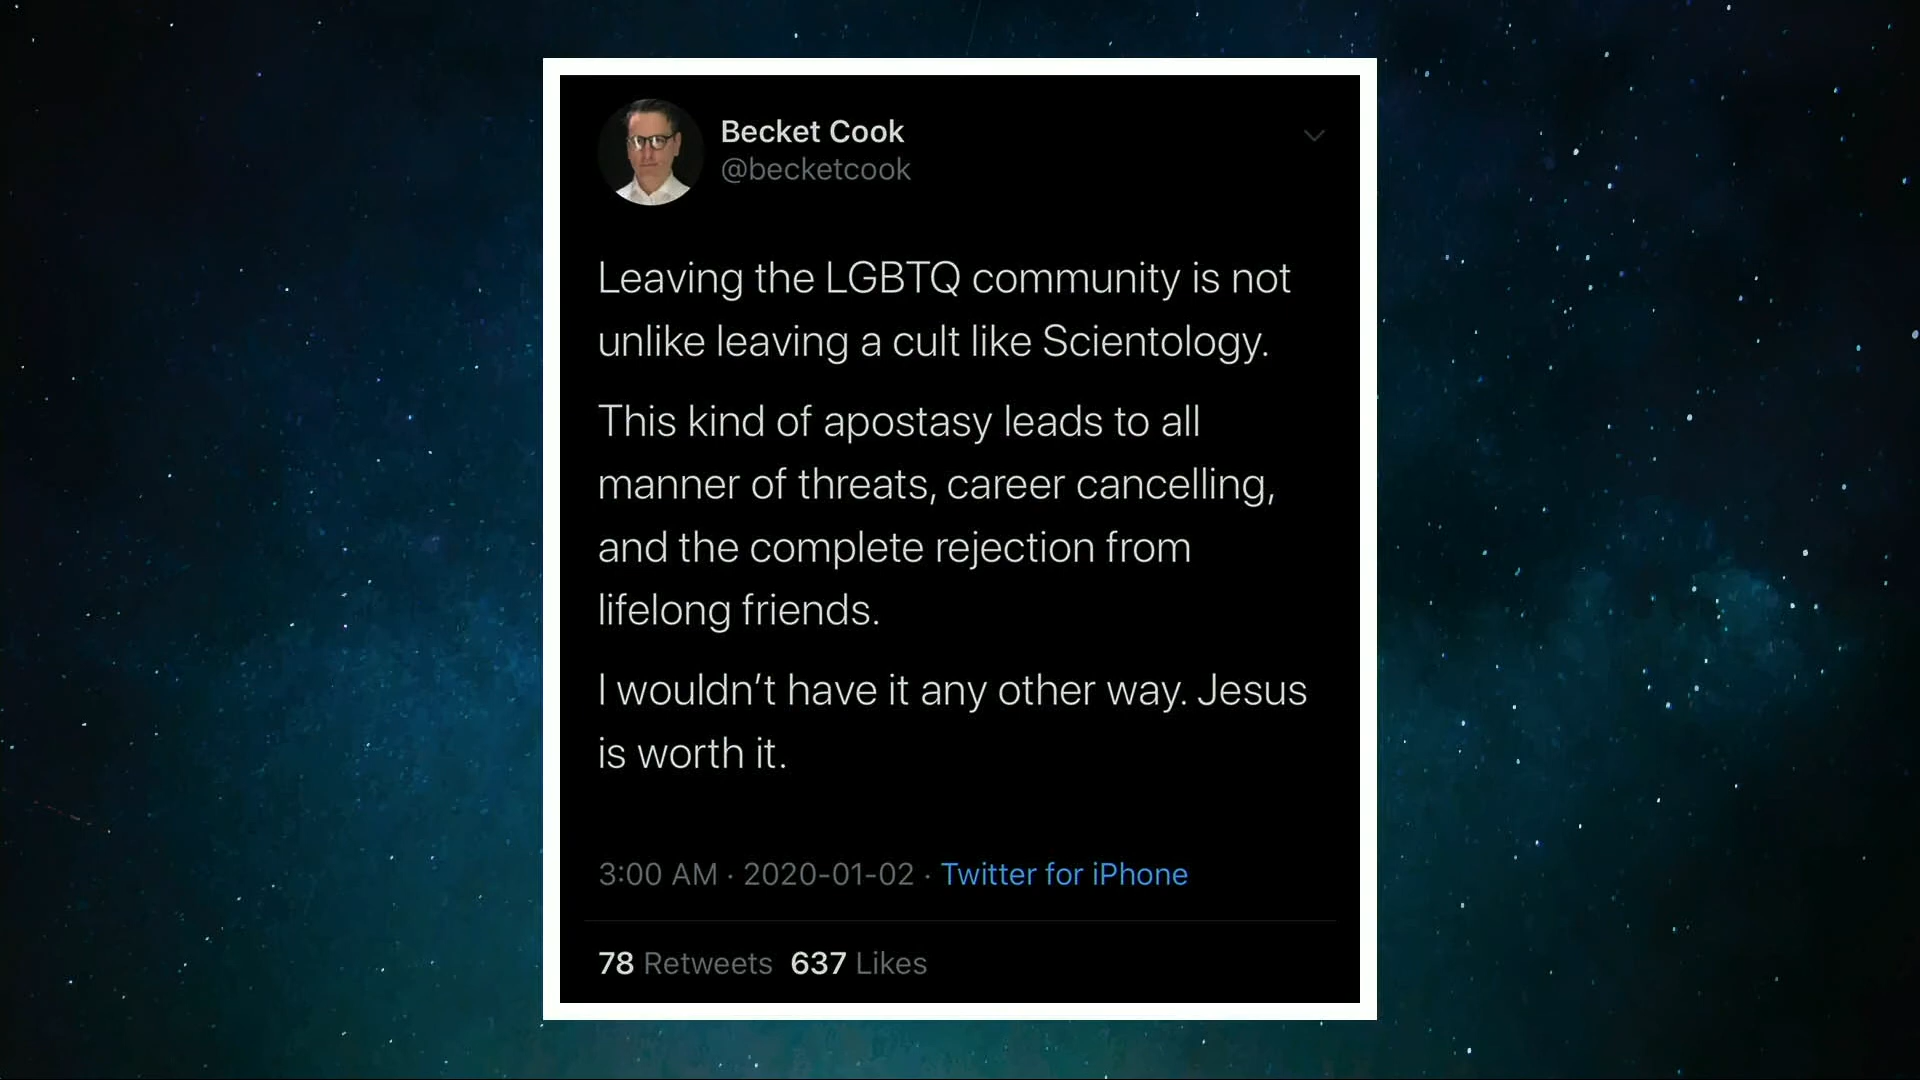 Becket Cook
@becketcook
Leaving the LGBTQ community is not
unlike leaving a cult like Scientology.
This kind of apostasy leads to all
manner of threats, career cancelling,
and the complete rejection from
lifelong friends.
I wouldn’t have it any other way. Jesus
is worth it.
3:00 AM · 2020-01-02 · Twitter for iPhone
78 Retweets 637 Likes